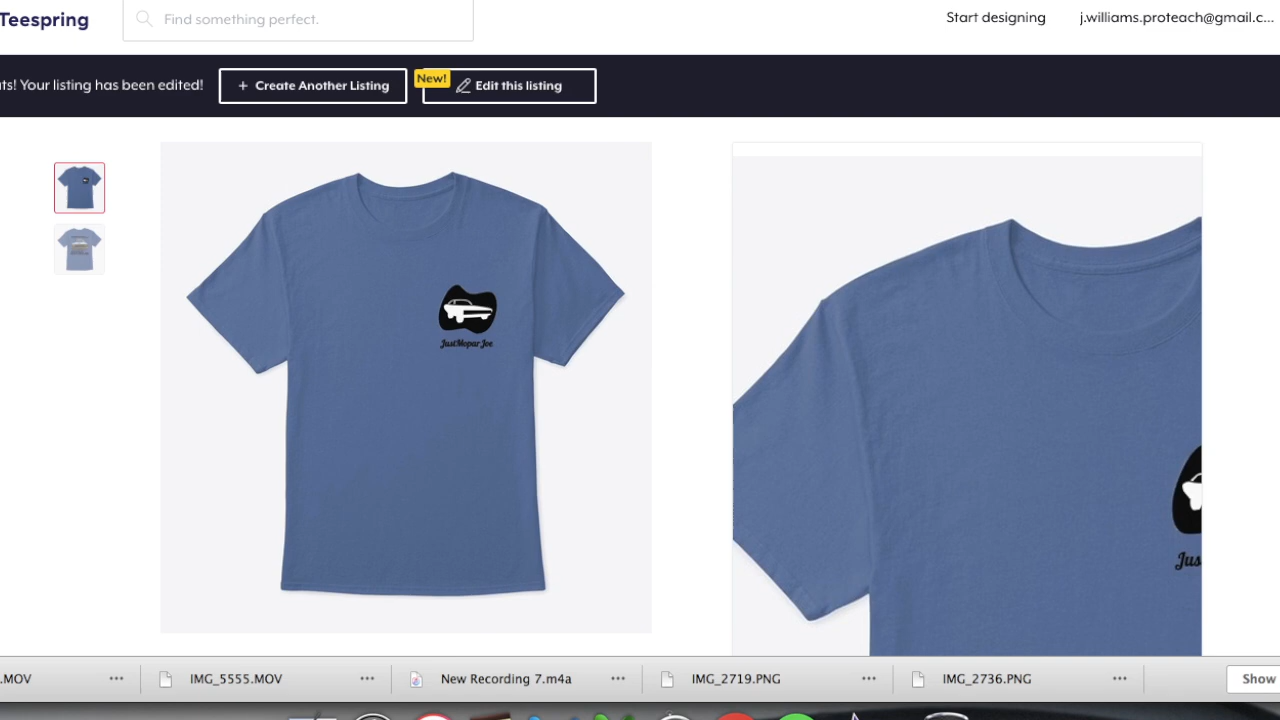 Teespring
Find something perfect.
Start designing
j.williams.proteach@gmail.c...
ts! Your listing has been edited!
+ Create Another Listing
New!
Edit this listing
JustMoparJoe
Jus
.MOV
IMG_5555.MOV
New Recording 7.m4a
IMG_2719.PNG
IMG_2736.PNG
Show